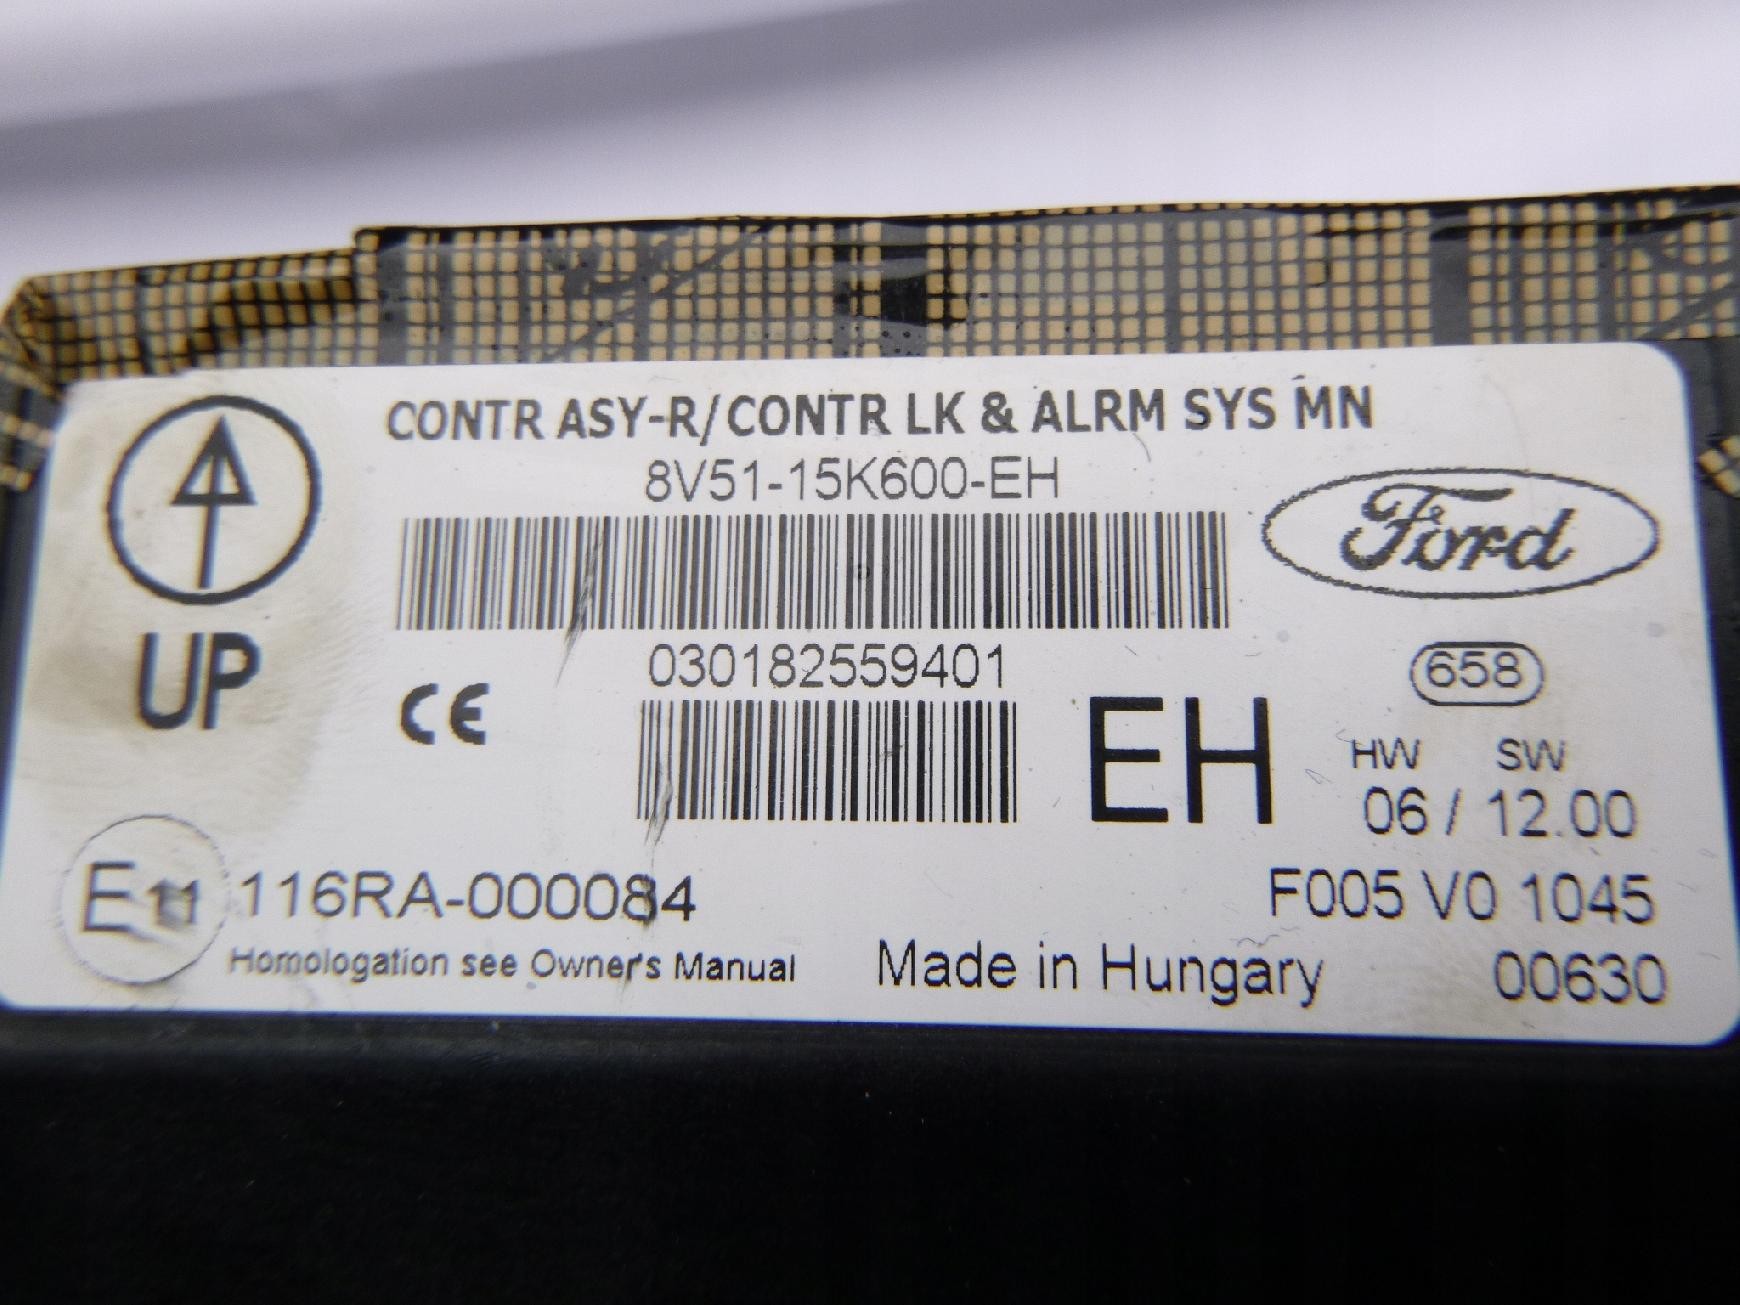 CONTR ASY-R/CONTR LK & ALRM SYS MN
8V51-15K600-EH
Ford
UP
030182559401
658
CE
EH
HW SW
06 / 12.00
E11 116RA-000084
F005 V0 1045
Homologation see Owner's Manual
Made in Hungary
00630